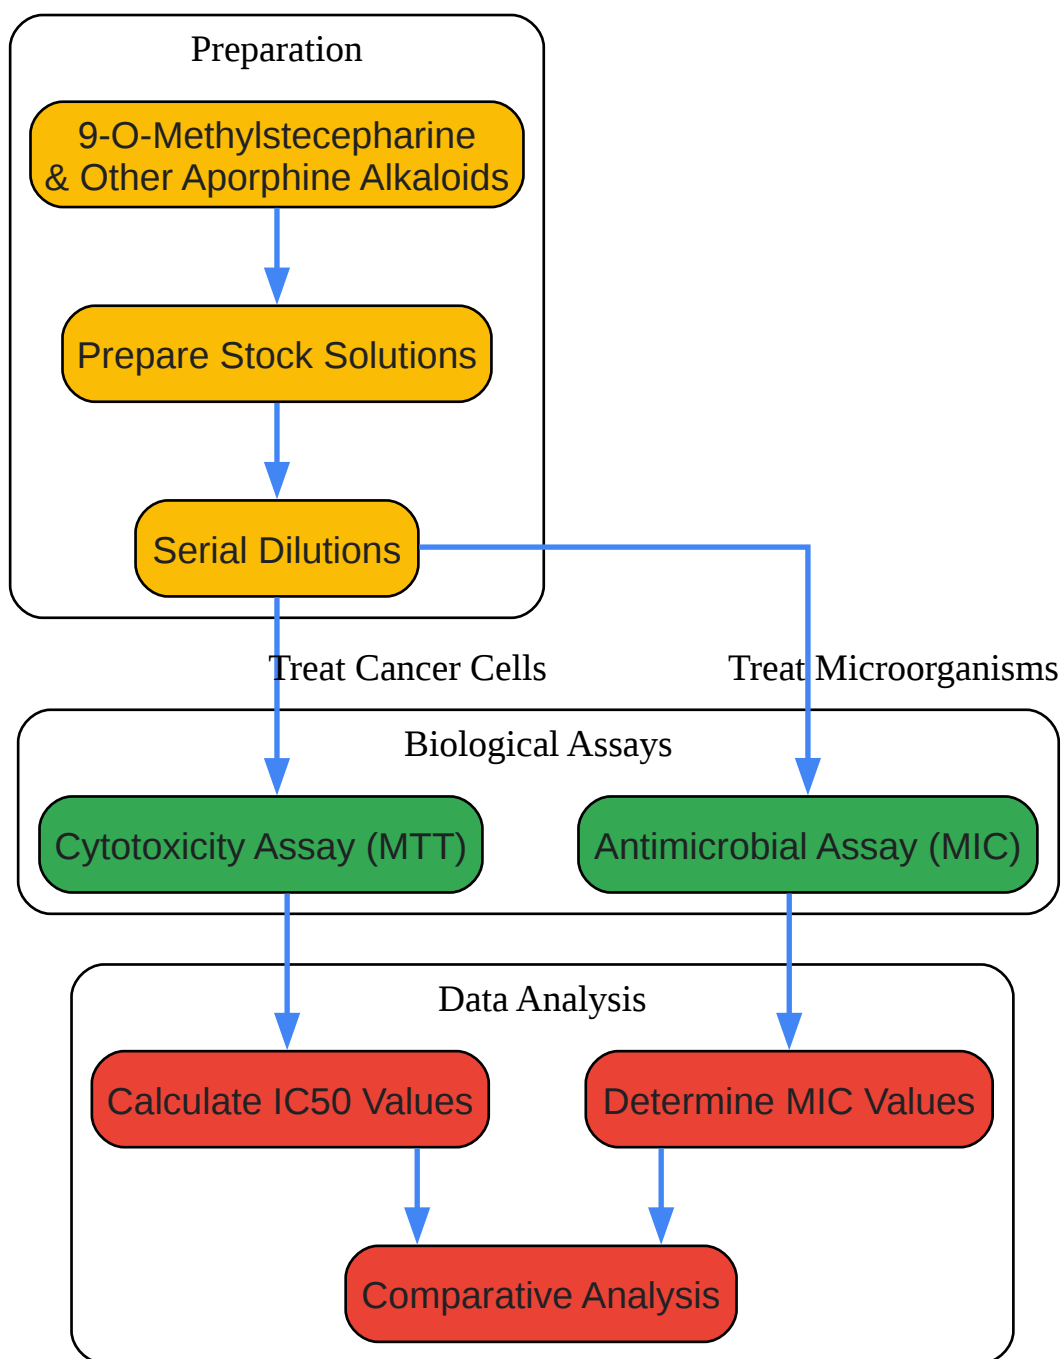 Preparation
9-O-Methylstecepharine
& Other Aporphine Alkaloids
Prepare Stock Solutions
Serial Dilutions
Treat Cancer Cells
Treat Microorganisms
Biological Assays
Cytotoxicity Assay (MTT)
Antimicrobial Assay (MIC)
Data Analysis
Calculate IC50 Values
Determine MIC Values
Comparative Analysis